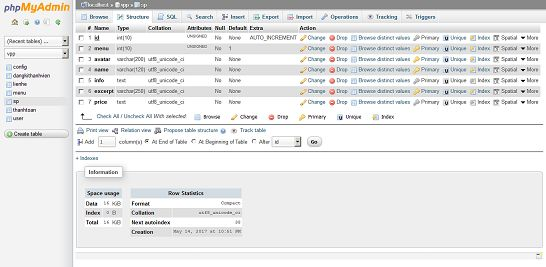 phpMyAdmin
(Recent tables) ...
vpp
config
dangkithanhvien
lienhe
menu
sp
thanhtoan
user
Create table
localhost » vpp » sp
Browse Structure SQL Search Insert Export Import Operations Tracking Triggers
# Name Type Collation Attributes Null Default Extra Action
1 id int(10) UNSIGNED No None AUTO_INCREMENT Change Drop Browse distinct values Primary Unique Index Spatial More
2 menu int(10) UNSIGNED No 1 Change Drop Browse distinct values Primary Unique Index Spatial More
3 avatar varchar(200) utf8_unicode_ci No None Change Drop Browse distinct values Primary Unique Index Spatial More
4 name varchar(120) utf8_unicode_ci No None Change Drop Browse distinct values Primary Unique Index Spatial More
5 info text utf8_unicode_ci No None Change Drop Browse distinct values Primary Unique Index Spatial More
6 excerpt varchar(250) utf8_unicode_ci No None Change Drop Browse distinct values Primary Unique Index Spatial More
7 price text utf8_unicode_ci No None Change Drop Browse distinct values Primary Unique Index Spatial More
Check All / Uncheck All With selected: Browse Change Drop Primary Unique Index
Print view Relation view Propose table structure Track table
Add 1 column(s) At End of Table At Beginning of Table After id Go
+ Indexes
Information
Space usage
Data 16 KiB
Index 0 B
Total 16 KiB
Row Statistics
Format Compact
Collation utf8_unicode_ci
Next autoindex
Creation May 14, 2017 at 10:51 PM